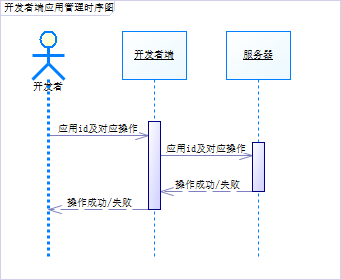 开发者端应用管理时序图
开发者端
服务器
开发者
应用id及对应操作
应用id及对应操作
操作成功/失败
操作成功/失败